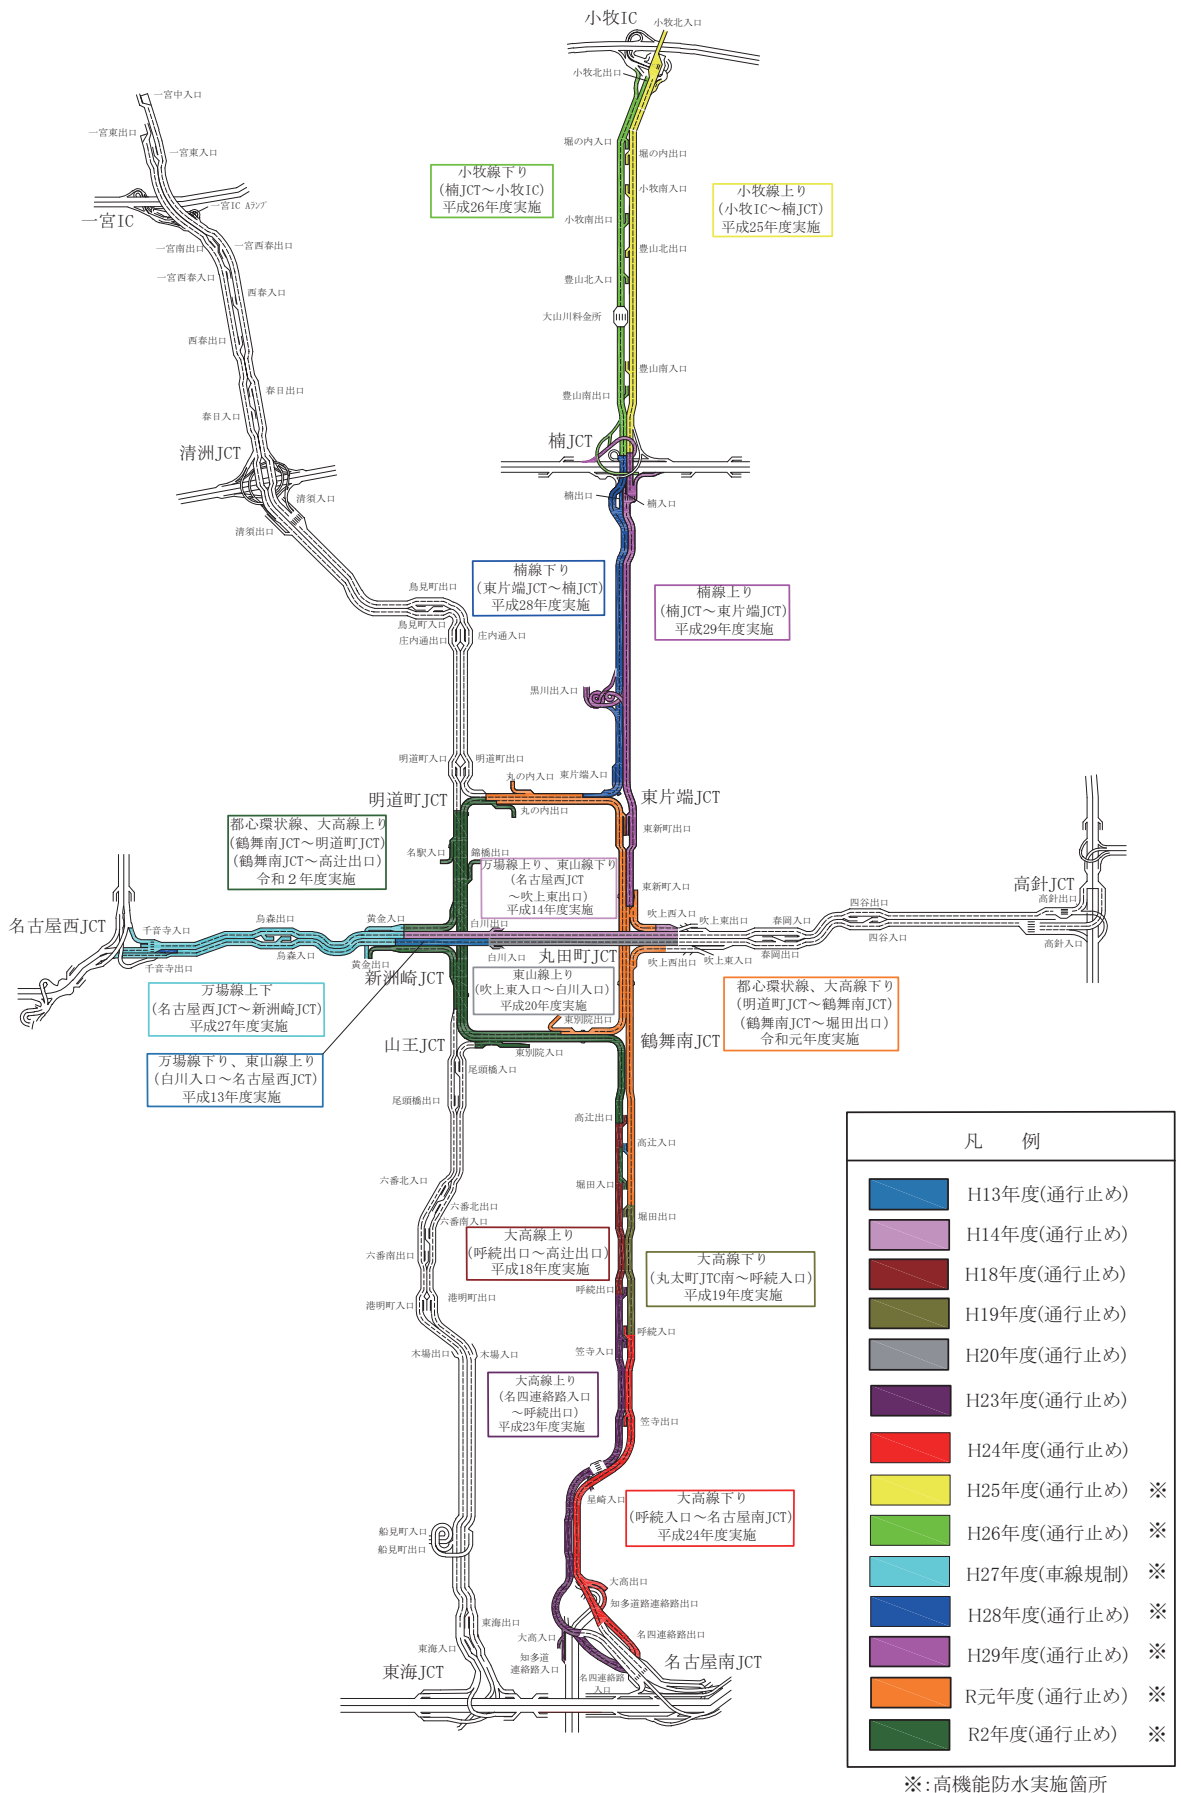 小牧IC
小牧北入口
小牧北出口
一宮中入口
一宮東出口
一宮東入口
堀の内入口
堀の内出口
小牧線下り
(楠JCT～小牧IC)
平成26年度実施
小牧線上り
(小牧IC～楠JCT)
平成25年度実施
小牧南入口
小牧南出口
一宮IC
一宮IC Aﾗﾝﾌﾟ
一宮南出口
一宮西春出口
一宮西春入口
西春入口
豊山北出口
豊山北入口
大山川料金所
西春出口
豊山南入口
豊山南出口
春日出口
春日入口
清洲JCT
楠JCT
清須入口
清須出口
楠出口
楠入口
楠線下り
(東片端JCT～楠JCT)
平成28年度実施
楠線上り
(楠JCT～東片端JCT)
平成29年度実施
鳥見町出口
鳥見町入口
庄内通出口
庄内通入口
黒川出入口
明道町入口
明道町出口
丸の内入口
東片端入口
明道町JCT
丸の内出口
東片端JCT
都心環状線、大高線上り
(鶴舞南JCT～明道町JCT)
(鶴舞南JCT～高辻出口)
令和２年度実施
名駅入口
錦橋出口
東新町出口
万場線上り、東山線下り
(名古屋西JCT
～吹上東出口)
平成14年度実施
東新町入口
高針JCT
高針出口
四谷出口
四谷入口
高針入口
名古屋西JCT
千音寺入口
烏森出口
黄金入口
白川出口
吹上西入口
吹上東出口
春岡入口
千音寺出口
烏森入口
黄金出口
白川入口
丸田町JCT
吹上西出口
吹上東入口
春岡出口
新洲崎JCT
万場線上下
(名古屋西JCT～新洲崎JCT)
平成27年度実施
東山線上り
(吹上東入口～白川入口)
平成20年度実施
都心環状線、大高線下り
(明道町JCT～鶴舞南JCT)
(鶴舞南JCT～堀田出口)
令和元年度実施
東別院出口
山王JCT
東別院入口
鶴舞南JCT
万場線下り、東山線上り
(白川入口～名古屋西JCT)
平成13年度実施
尾頭橋入口
尾頭橋出口
高辻出口
高辻入口
六番北入口
堀田入口
六番北出口
六番南入口
堀田出口
六番南出口
大高線上り
(呼続出口～高辻出口)
平成18年度実施
大高線下り
(丸太町JTC南～呼続入口)
平成19年度実施
港明町入口
港明町出口
呼続出口
呼続入口
木場出口
木場入口
笠寺入口
大高線上り
(名四連絡路入口
～呼続出口)
平成23年度実施
笠寺出口
星崎入口
大高線下り
(呼続入口～名古屋南JCT)
平成24年度実施
船見町入口
船見町出口
大高出口
知多道路連絡路出口
東海出口
東海入口
大高入口
知多道
連絡路入口
名四連絡路出口
名四連絡路
入口
東海JCT
名古屋南JCT
凡　例
H13年度(通行止め)
H14年度(通行止め)
H18年度(通行止め)
H19年度(通行止め)
H20年度(通行止め)
H23年度(通行止め)
H24年度(通行止め)
H25年度(通行止め) ※
H26年度(通行止め) ※
H27年度(車線規制) ※
H28年度(通行止め) ※
H29年度(通行止め) ※
R元年度(通行止め) ※
R2年度(通行止め) ※
※:高機能防水実施箇所